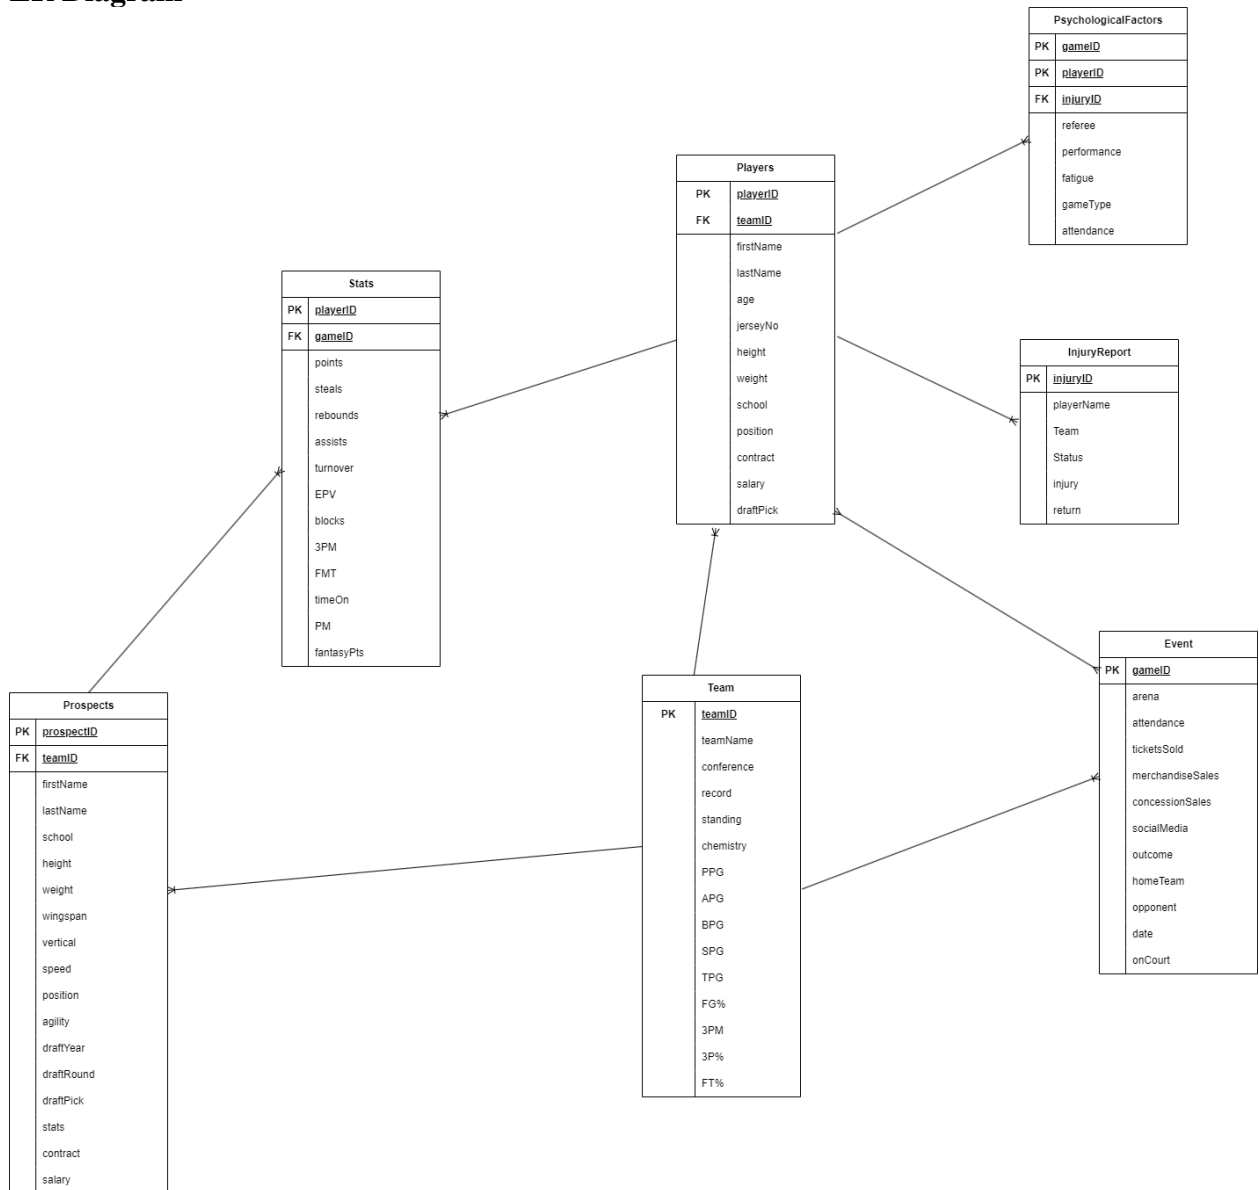 ER Diagram
PsychologicalFactors
PK gameID
PK playerID
FK injuryID
referee
performance
fatigue
gameType
attendance
Players
PK playerID
FK teamID
firstName
lastName
age
jerseyNo
height
weight
school
position
contract
salary
draftPick
Stats
PK playerID
FK gameID
points
steals
rebounds
assists
turnover
EPV
blocks
3PM
FMT
timeOn
PM
fantasyPts
InjuryReport
PK injuryID
playerName
Team
Status
injury
return
Event
PK gameID
arena
attendance
ticketsSold
merchandiseSales
concessionSales
socialMedia
outcome
homeTeam
opponent
date
onCourt
Team
PK teamID
teamName
conference
record
standing
chemistry
PPG
APG
BPG
SPG
TPG
FG%
3PM
3P%
FT%
Prospects
PK prospectID
FK teamID
firstName
lastName
school
height
weight
wingspan
vertical
speed
position
agility
draftYear
draftRound
draftPick
stats
contract
salary